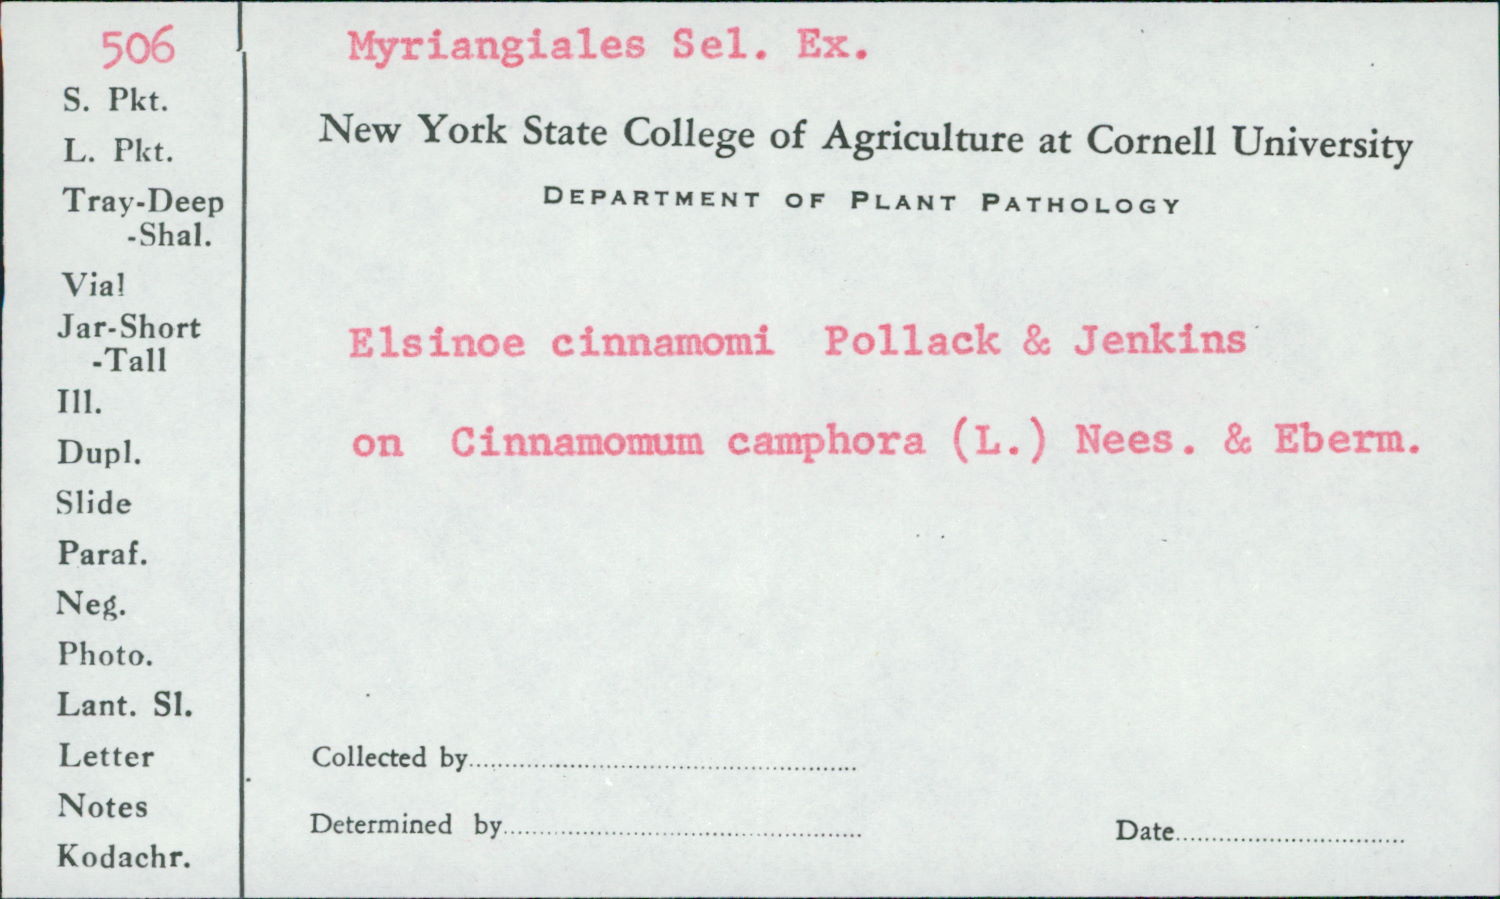 506
S. Pkt.
L. Pkt.
Tray-Deep
-Shal.
Vial
Jar-Short
-Tall
Ill.
Dupl.
Slide
Paraf.
Neg.
Photo.
Lant. Sl.
Letter
Notes
Kodachr.
Myriangiales Sel. Ex.
New York State College of Agriculture at Cornell University
DEPARTMENT OF PLANT PATHOLOGY
Elsinoe cinnamomi Pollack & Jenkins
on Cinnamomum camphora (L.) Nees. & Eberm.
Collected by
Determined by
Date